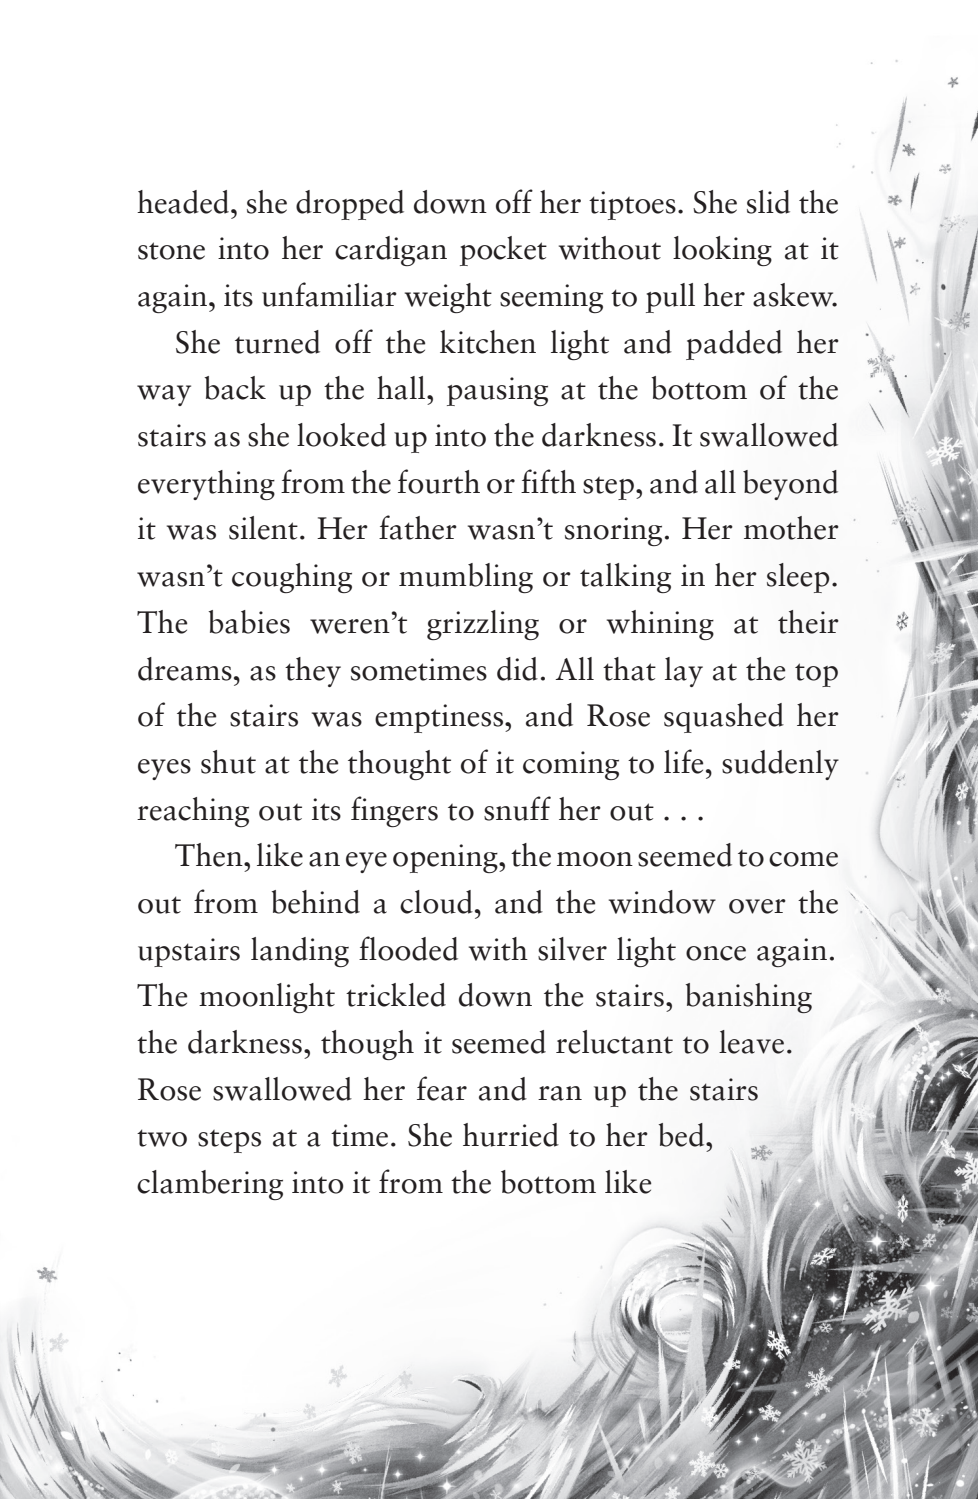 headed, she dropped down off her tiptoes. She slid the
stone into her cardigan pocket without looking at it
again, its unfamiliar weight seeming to pull her askew.
She turned off the kitchen light and padded her
way back up the hall, pausing at the bottom of the
stairs as she looked up into the darkness. It swallowed
everything from the fourth or fifth step, and all beyond
it was silent. Her father wasn’t snoring. Her mother
wasn’t coughing or mumbling or talking in her sleep.
The babies weren’t grizzling or whining at their
dreams, as they sometimes did. All that lay at the top
of the stairs was emptiness, and Rose squashed her
eyes shut at the thought of it coming to life, suddenly
reaching out its fingers to snuff her out . . .
Then, like an eye opening, the moon seemed to come
out from behind a cloud, and the window over the
upstairs landing flooded with silver light once again.
The moonlight trickled down the stairs, banishing
the darkness, though it seemed reluctant to leave.
Rose swallowed her fear and ran up the stairs
two steps at a time. She hurried to her bed,
clambering into it from the bottom like